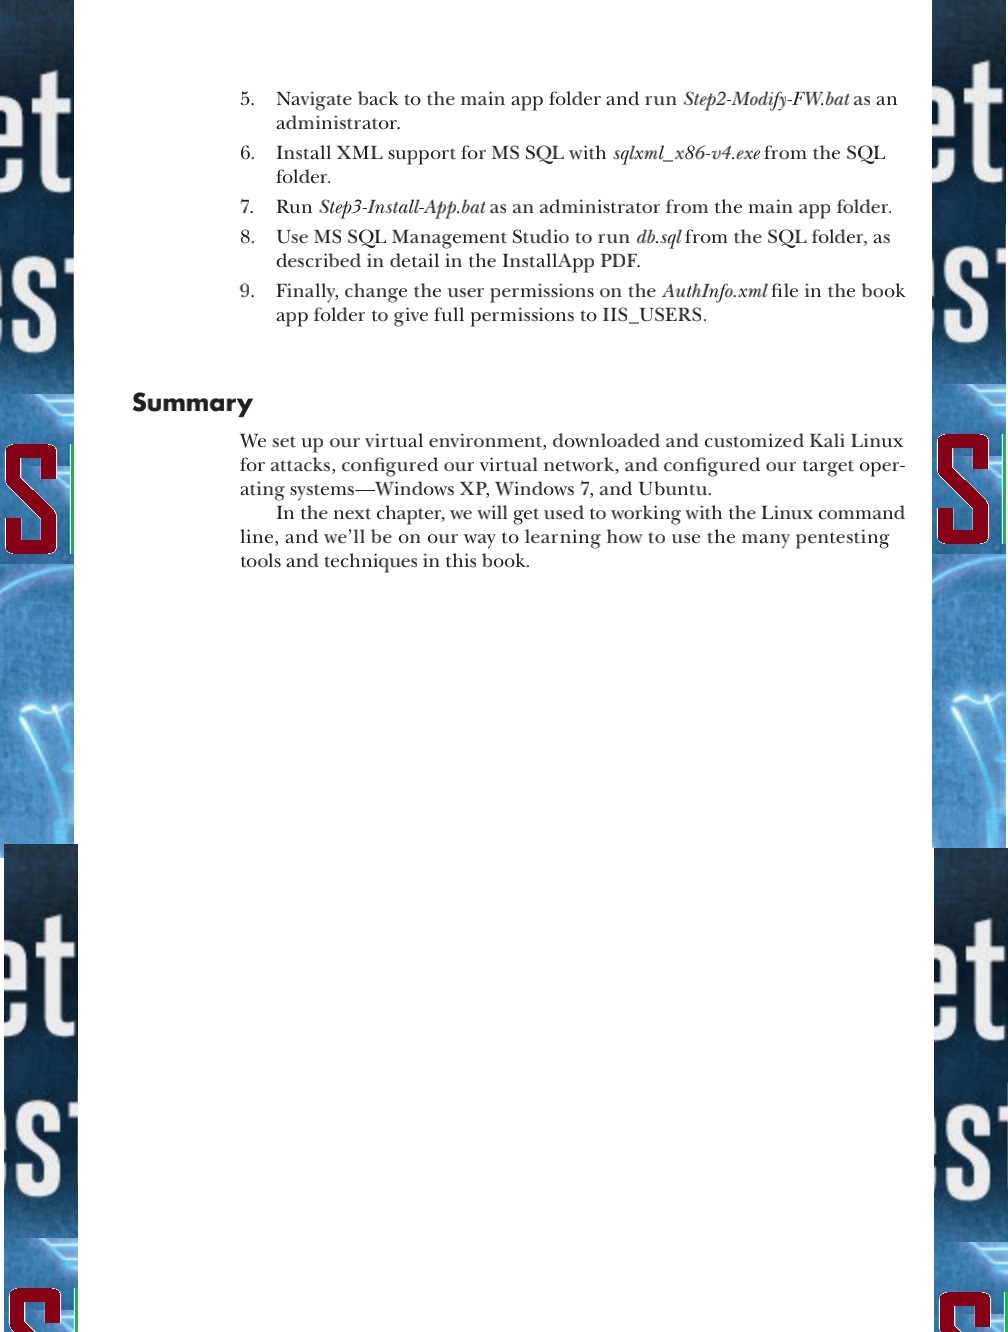 5. Navigate back to the main app folder and run Step2-Modify-FW.bat as an
administrator.
6. Install XML support for MS SQL with sqlxml_x86-v4.exe from the SQL
folder.
7. Run Step3-Install-App.bat as an administrator from the main app folder.
8. Use MS SQL Management Studio to run db.sql from the SQL folder, as
described in detail in the InstallApp PDF.
9. Finally, change the user permissions on the AuthInfo.xml file in the book
app folder to give full permissions to IIS_USERS.
Summary
We set up our virtual environment, downloaded and customized Kali Linux
for attacks, configured our virtual network, and configured our target oper-
ating systems—Windows XP, Windows 7, and Ubuntu.
In the next chapter, we will get used to working with the Linux command
line, and we'll be on our way to learning how to use the many pentesting
tools and techniques in this book.